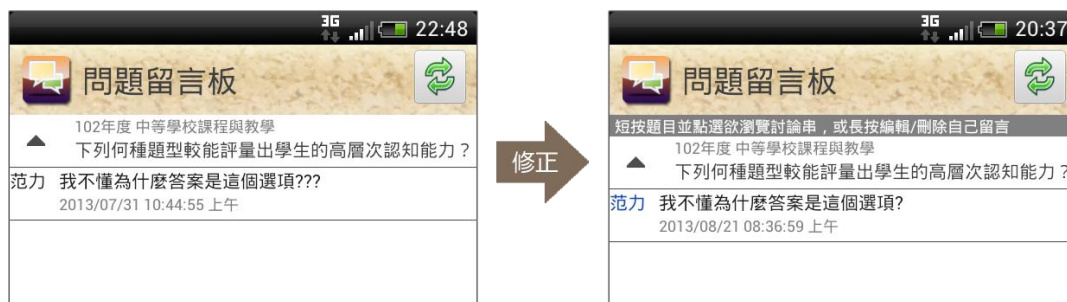 3G 22:48
問題留言板
102年度 中等學校課程與教學
下列何種題型較能評量出學生的高層次認知能力？
范力 我不懂為什麼答案是這個選項???
2013/07/31 10:44:55 上午
修正
3G 20:37
問題留言板
短按題目並點選欲瀏覽討論串，或長按編輯/刪除自己留言
102年度 中等學校課程與教學
下列何種題型較能評量出學生的高層次認知能力？
范力 我不懂為什麼答案是這個選項?
2013/08/21 08:36:59 上午